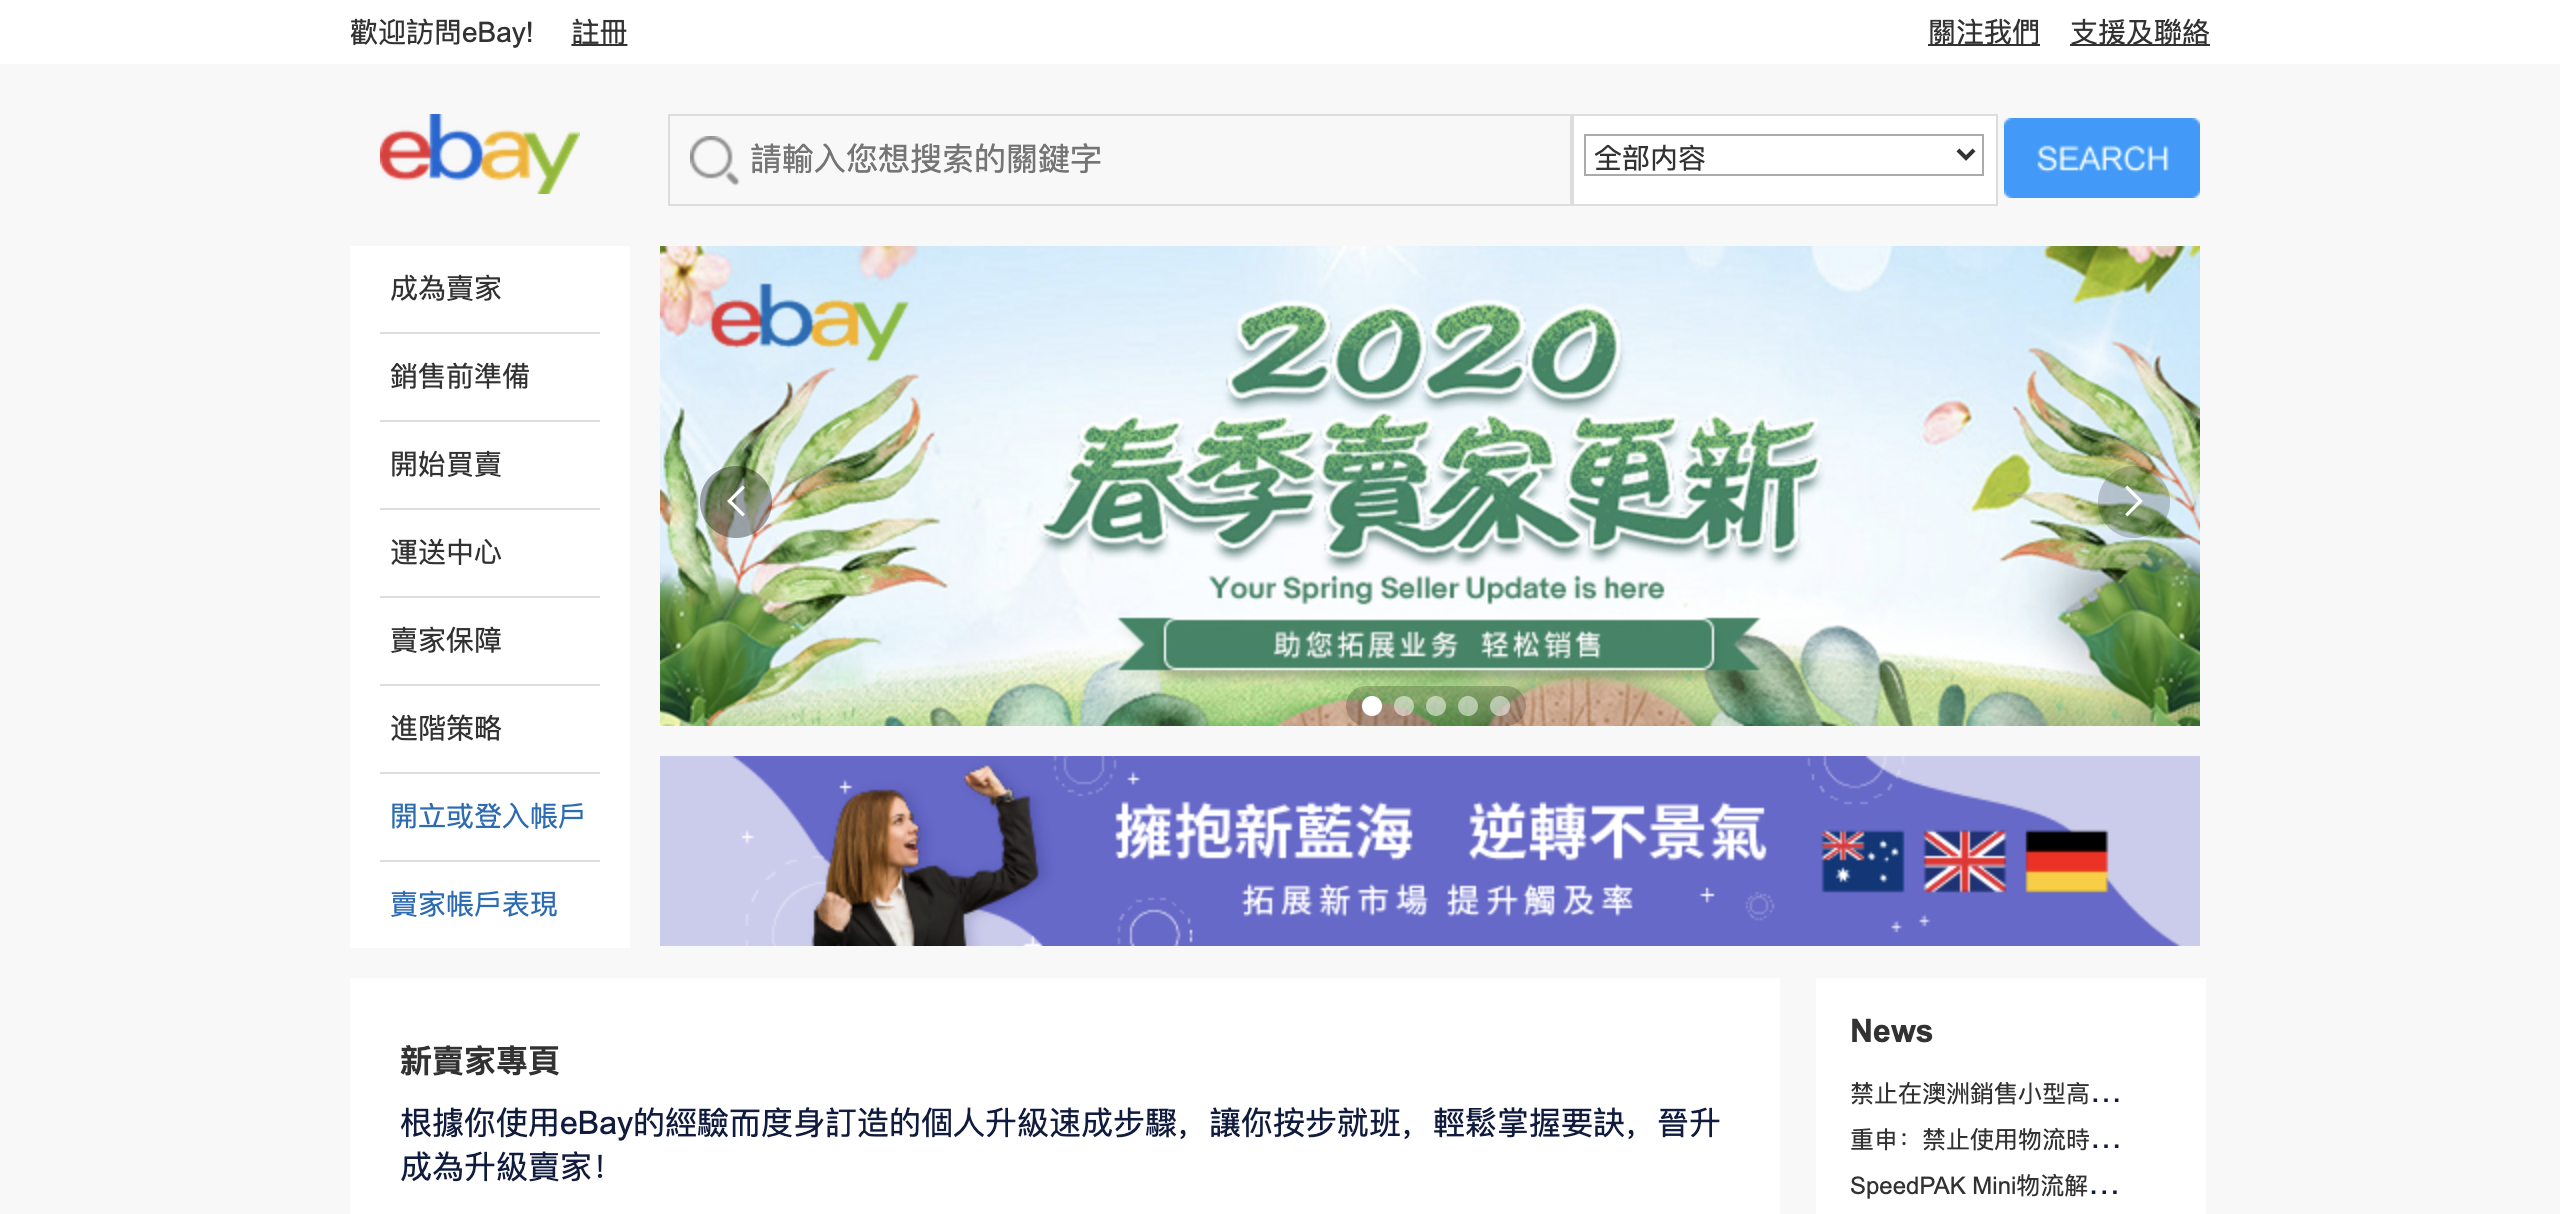 歡迎訪問eBay! 註冊 關注我們 支援及聯絡
ebay 請輸入您想搜索的關鍵字 全部内容 SEARCH
成為賣家
銷售前準備
開始買賣
運送中心
賣家保障
進階策略
開立或登入帳戶
賣家帳戶表現
ebay
2020
春季賣家更新
Your Spring Seller Update is here
助您拓展业务 轻松销售
擁抱新藍海 逆轉不景氣
拓展新市場 提升觸及率
新賣家專頁
根據你使用eBay的經驗而度身訂造的個人升級速成步驟，讓你按步就班，輕鬆掌握要訣，晉升
成為升級賣家！
News
禁止在澳洲銷售小型高...
重申：禁止使用物流時...
SpeedPAK Mini物流解...